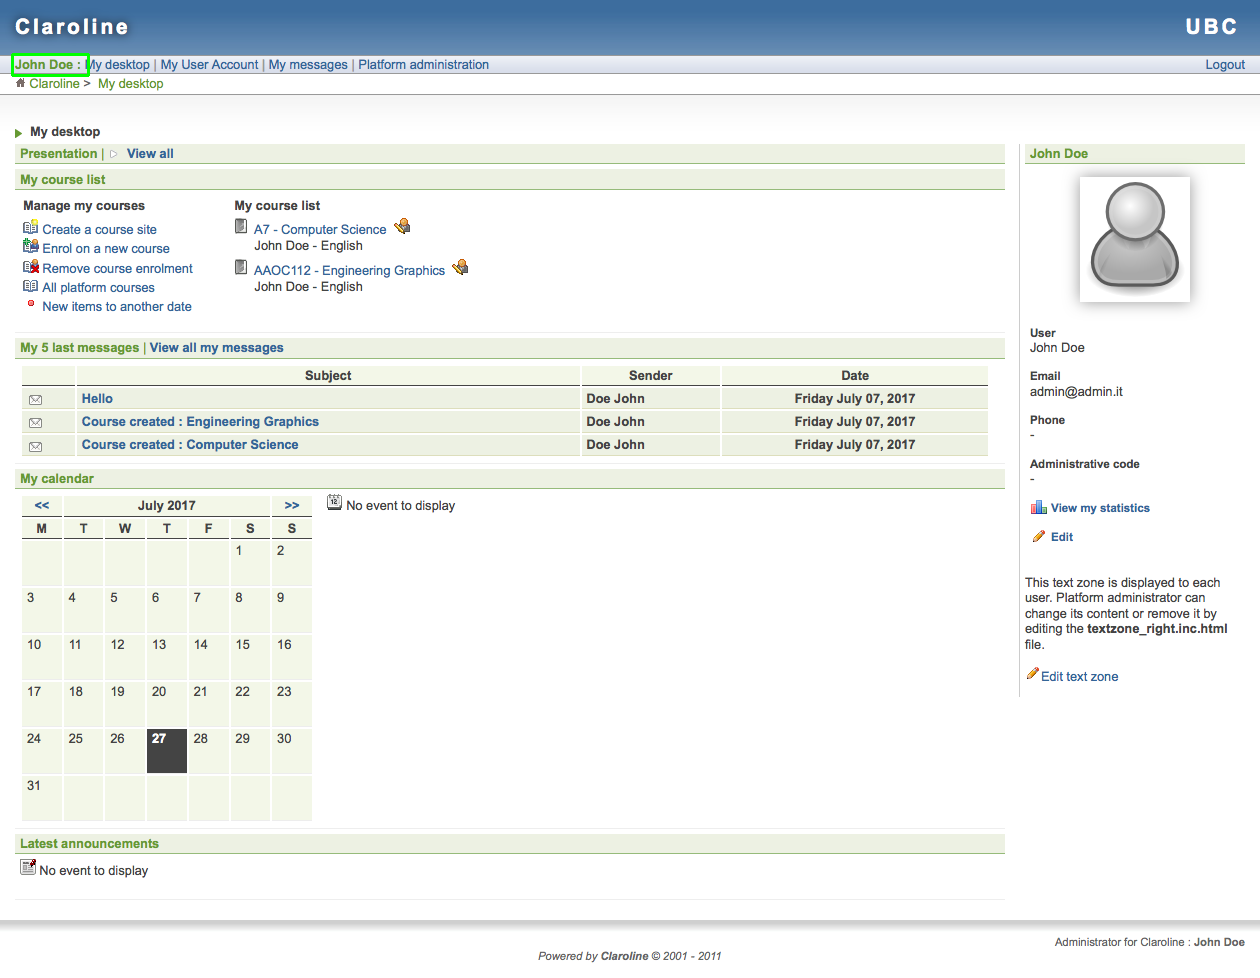 Claroline
UBC
John Doe : My desktop | My User Account | My messages | Platform administration
Logout
Claroline > My desktop
My desktop
Presentation | View all
My course list
Manage my courses
Create a course site
Enrol on a new course
Remove course enrolment
All platform courses
New items to another date
My course list
A7 - Computer Science
John Doe - English
AAOC112 - Engineering Graphics
John Doe - English
My 5 last messages | View all my messages
Subject Sender Date
Hello Doe John Friday July 07, 2017
Course created : Engineering Graphics Doe John Friday July 07, 2017
Course created : Computer Science Doe John Friday July 07, 2017
My calendar
<< July 2017 >>
M T W T F S S
1 2
3 4 5 6 7 8 9
10 11 12 13 14 15 16
17 18 19 20 21 22 23
24 25 26 27 28 29 30
31
12 No event to display
Latest announcements
No event to display
John Doe
User
John Doe
Email
admin@admin.it
Phone
-
Administrative code
-
View my statistics
Edit
This text zone is displayed to each
user. Platform administrator can
change its content or remove it by
editing the textzone_right.inc.html
file.
Edit text zone
Administrator for Claroline : John Doe
Powered by Claroline © 2001 - 2011